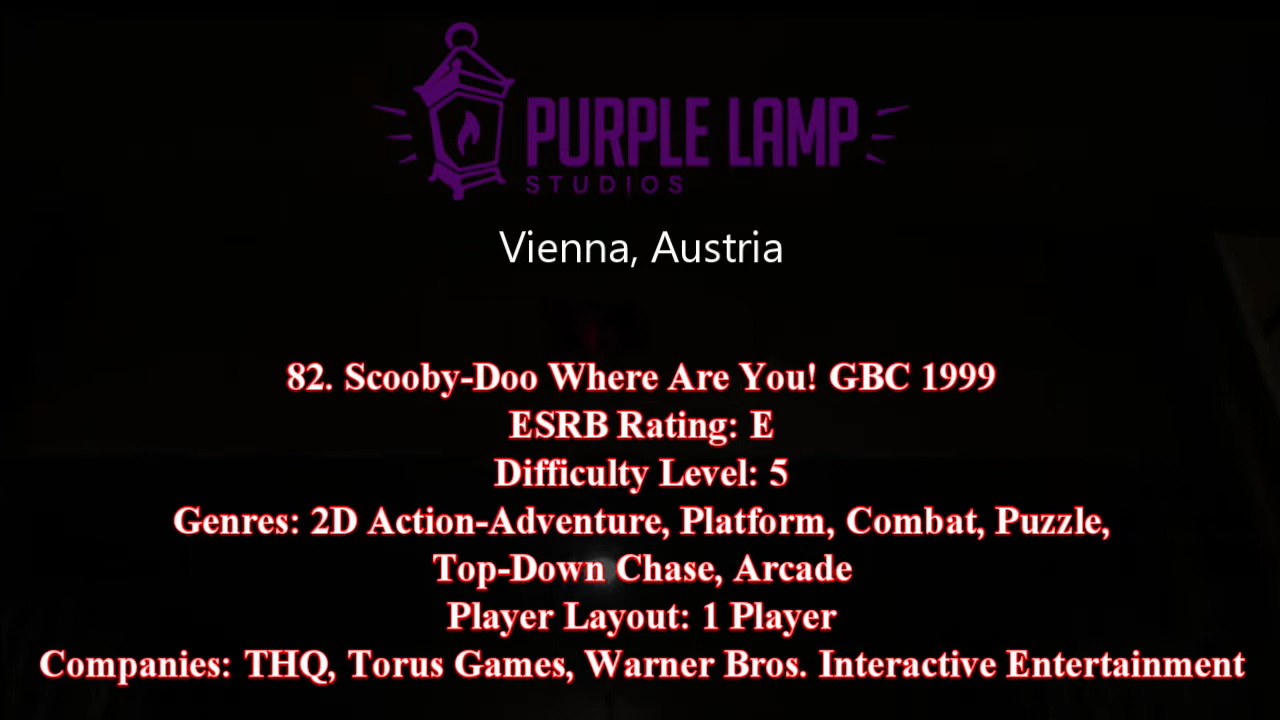 PURPLE LAMP
STUDIOS
Vienna, Austria
82. Scooby-Doo Where Are You! GBC 1999
ESRB Rating: E
Difficulty Level: 5
Genres: 2D Action-Adventure, Platform, Combat, Puzzle,
Top-Down Chase, Arcade
Player Layout: 1 Player
Companies: THQ, Torus Games, Warner Bros. Interactive Entertainment